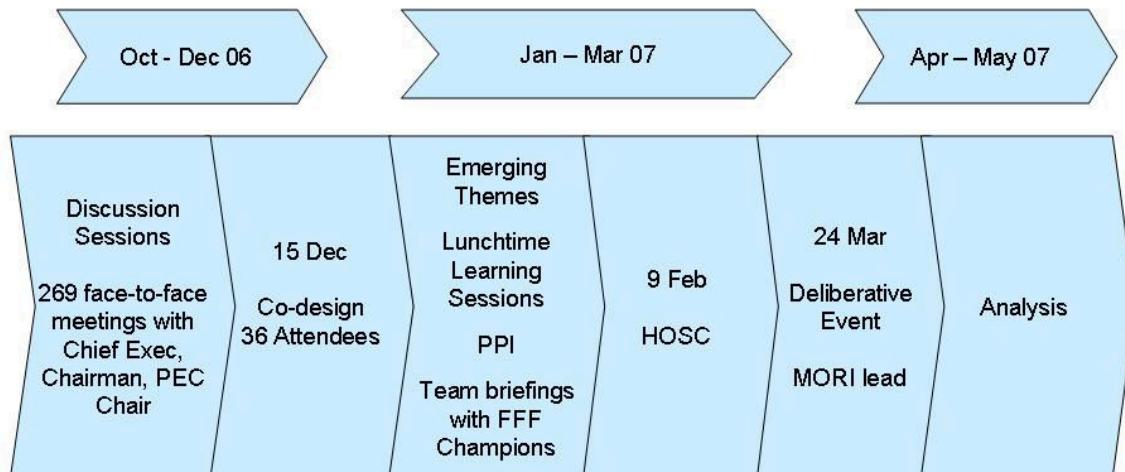 Oct - Dec 06
Jan – Mar 07
Apr – May 07
Discussion
Sessions
269 face-to-face
meetings with
Chief Exec,
Chairman, PEC
Chair
15 Dec
Co-design
36 Attendees
Emerging
Themes
Lunchtime
Learning
Sessions
PPI
Team briefings
with FFF
Champions
9 Feb
HOSC
24 Mar
Deliberative
Event
MORI lead
Analysis